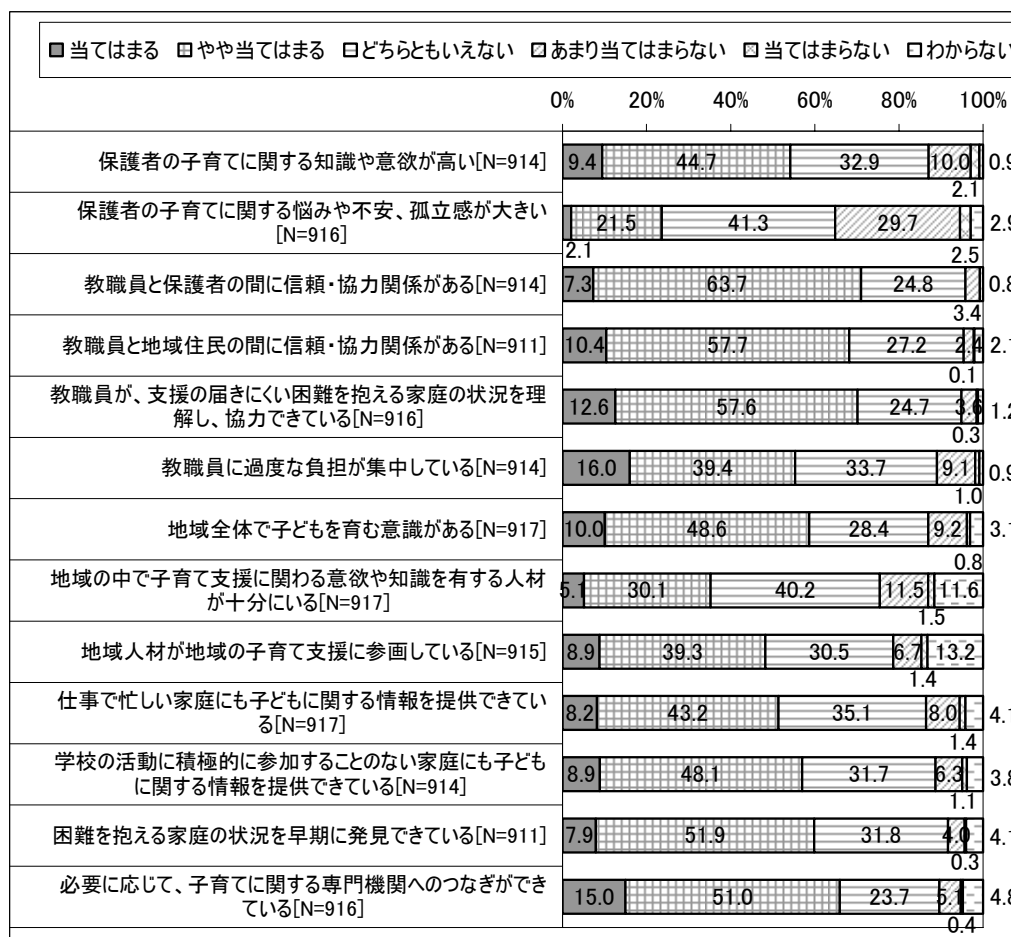 当てはまる やや当てはまる どちらともいえない あまり当てはまらない 当てはまらない わからない
0% 20% 40% 60% 80% 100%
保護者の子育てに関する知識や意欲が高い[N=914]
9.4 44.7 32.9 10.0 0.9
2.1
保護者の子育てに関する悩みや不安、孤立感が大きい
[N=916]
21.5 41.3 29.7 2.9
2.1 2.5
教職員と保護者の間に信頼・協力関係がある[N=914]
7.3 63.7 24.8 0.8
3.4
教職員と地域住民の間に信頼・協力関係がある[N=911]
10.4 57.7 27.2 2.4 2.1
0.1
教職員が、支援の届きにくい困難を抱える家庭の状況を理
解し、協力できている[N=916]
12.6 57.6 24.7 3.6 1.2
0.3
教職員に過度な負担が集中している[N=914]
16.0 39.4 33.7 9.1 0.9
1.0
地域全体で子どもを育む意識がある[N=917]
10.0 48.6 28.4 9.2 3.1
0.8
地域の中で子育て支援に関わる意欲や知識を有する人材
が十分にいる[N=917]
5.1 30.1 40.2 11.5 11.6
1.5
地域人材が地域の子育て支援に参画している[N=915]
8.9 39.3 30.5 6.7 13.2
1.4
仕事で忙しい家庭にも子どもに関する情報を提供できてい
る[N=917]
8.2 43.2 35.1 8.0 4.1
1.4
学校の活動に積極的に参加することのない家庭にも子ども
に関する情報を提供できている[N=914]
8.9 48.1 31.7 6.3 3.8
1.1
困難を抱える家庭の状況を早期に発見できている[N=911]
7.9 51.9 31.8 4.0 4.1
0.3
必要に応じて、子育てに関する専門機関へのつなぎができ
ている[N=916]
15.0 51.0 23.7 5.1 4.8
0.4